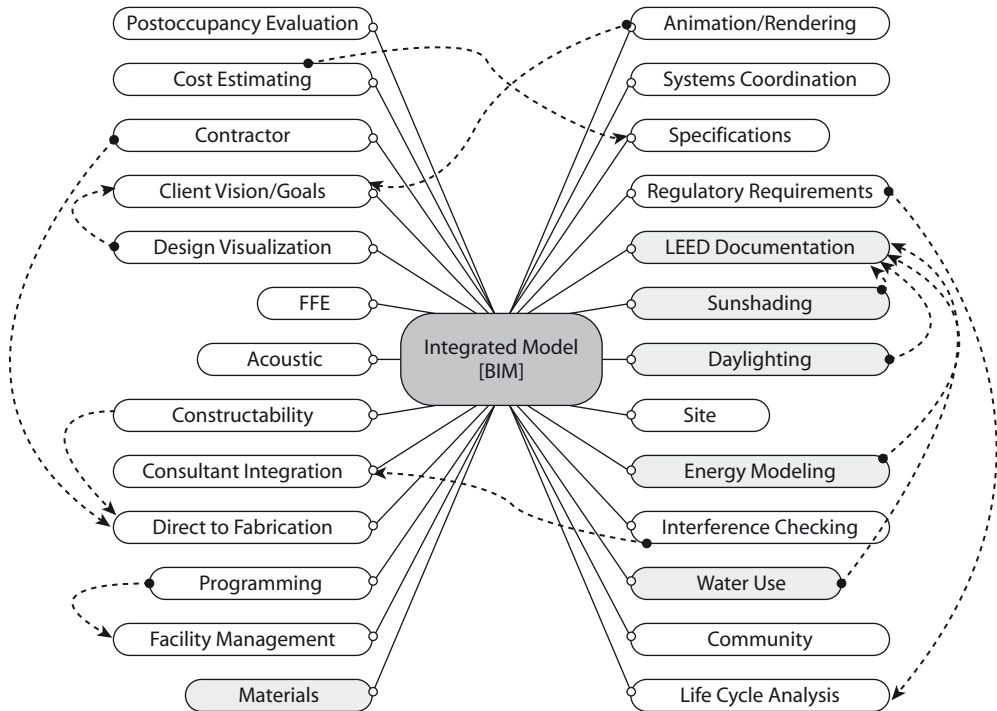 Postoccupancy Evaluation
Cost Estimating
Contractor
Client Vision/Goals
Design Visualization
FFE
Acoustic
Constructability
Consultant Integration
Direct to Fabrication
Programming
Facility Management
Materials
Integrated Model
[BIM]
Animation/Rendering
Systems Coordination
Specifications
Regulatory Requirements
LEED Documentation
Sunshading
Daylighting
Site
Energy Modeling
Interference Checking
Water Use
Community
Life Cycle Analysis